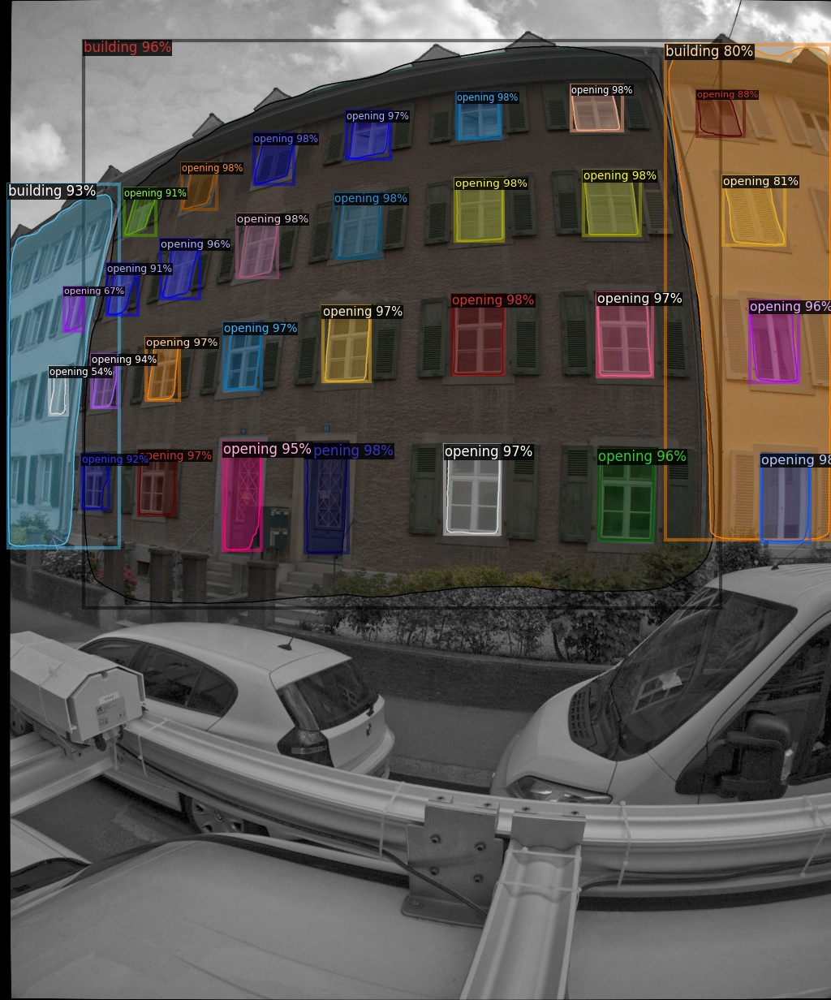 building 96%
building 80%
opening 98%
opening 98%
opening 88%
opening 97%
opening 98%
opening 98%
opening 98%
opening 98%
opening 81%
building 93%
opening 91%
opening 98%
opening 98%
opening 96%
opening 91%
opening 67%
opening 98%
opening 97%
opening 96%
opening 97%
opening 97%
opening 97%
opening 94%
opening 54%
opening 95%
opening 98%
opening 97%
opening 96%
opening 92%
opening 97%
opening 98